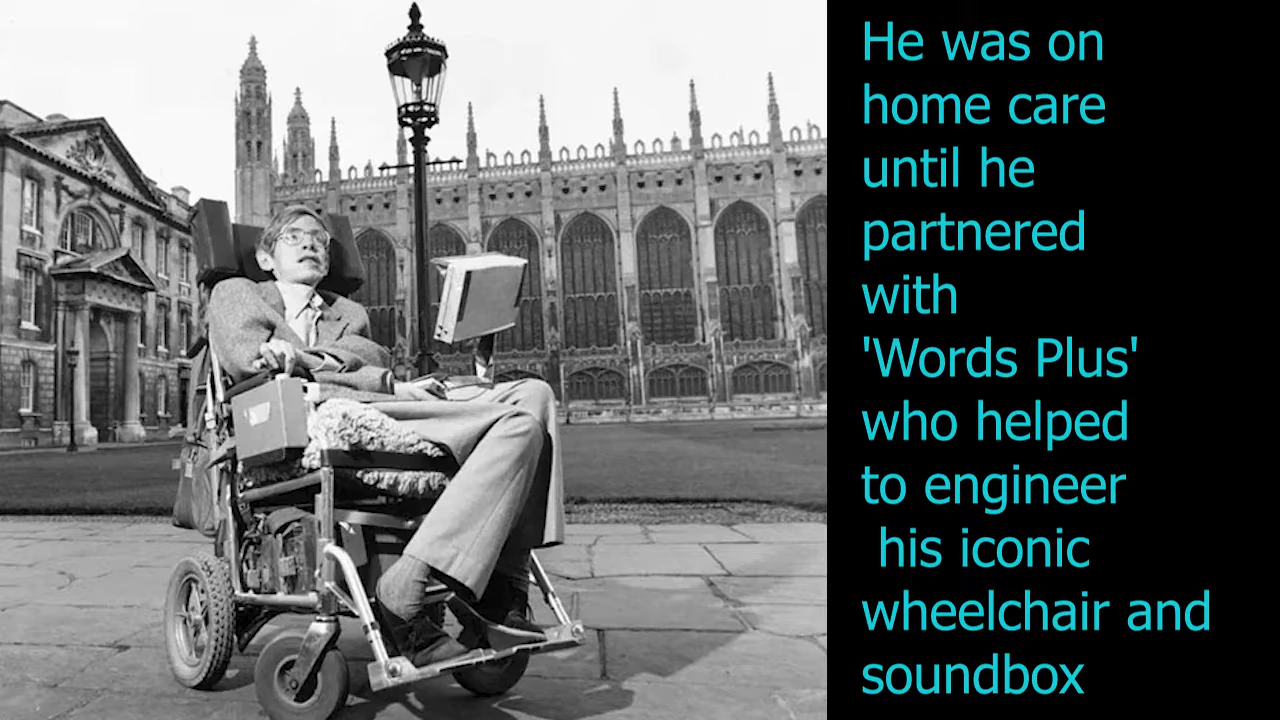 He was on
home care
until he
partnered
with
'Words Plus'
who helped
to engineer
his iconic
wheelchair and
soundbox